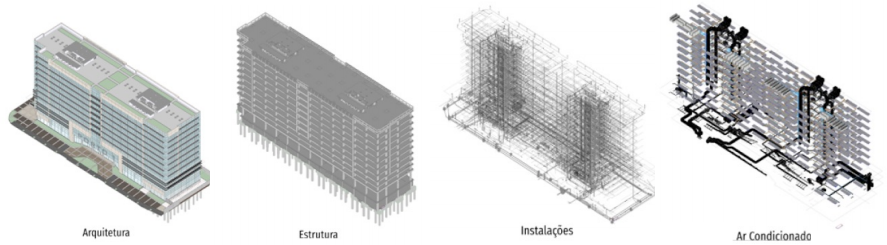 Arquitetura
Estrutura
Instalações
Ar Condicionado